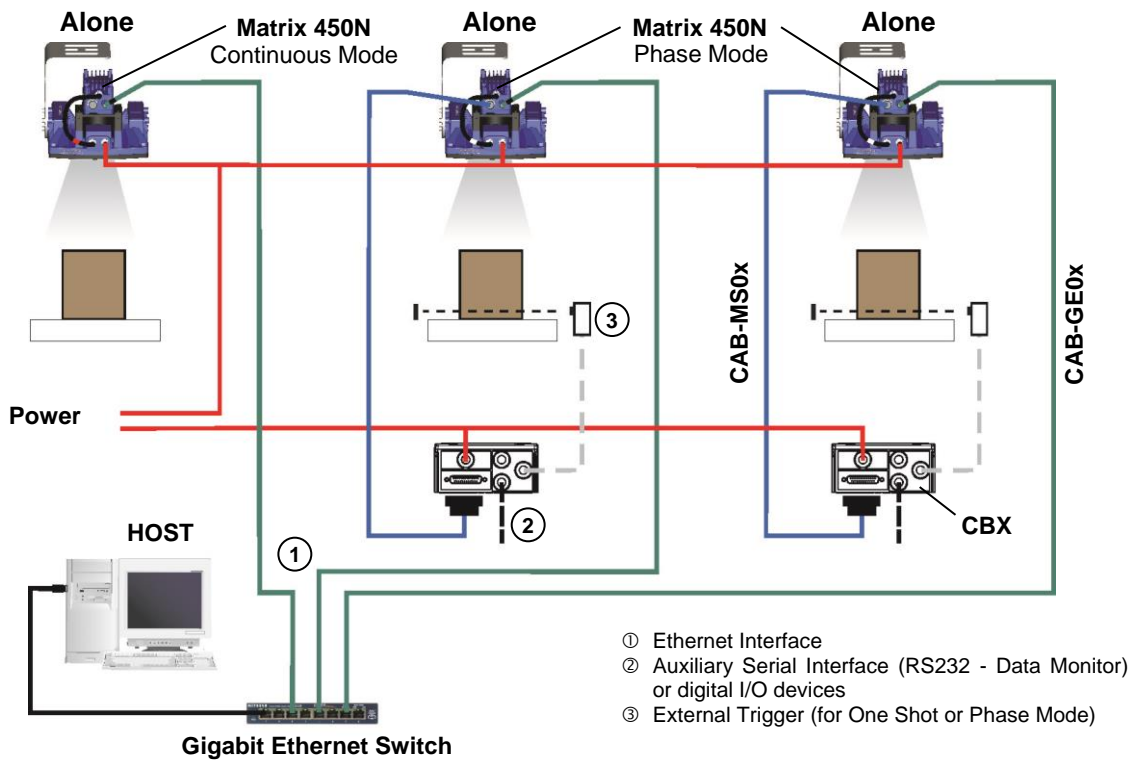 Alone
Matrix 450N
Continuous Mode
Alone
Matrix 450N
Phase Mode
Alone
CAB-MS0x
CAB-GE0x
3
Power
2
CBX
HOST
1
① Ethernet Interface
② Auxiliary Serial Interface (RS232 - Data Monitor)
or digital I/O devices
③ External Trigger (for One Shot or Phase Mode)
Gigabit Ethernet Switch